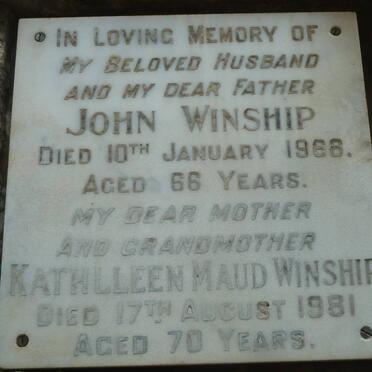 IN LOVING MEMORY OF
MY BELOVED HUSBAND
AND MY DEAR FATHER
JOHN WINSHIP
DIED 10TH JANUARY 1966.
AGED 66 YEARS.
MY DEAR MOTHER
AND GRANDMOTHER
KATHLLEEN MAUD WINSHIP
DIED 17TH AUGUST 1981
AGED 70 YEARS.